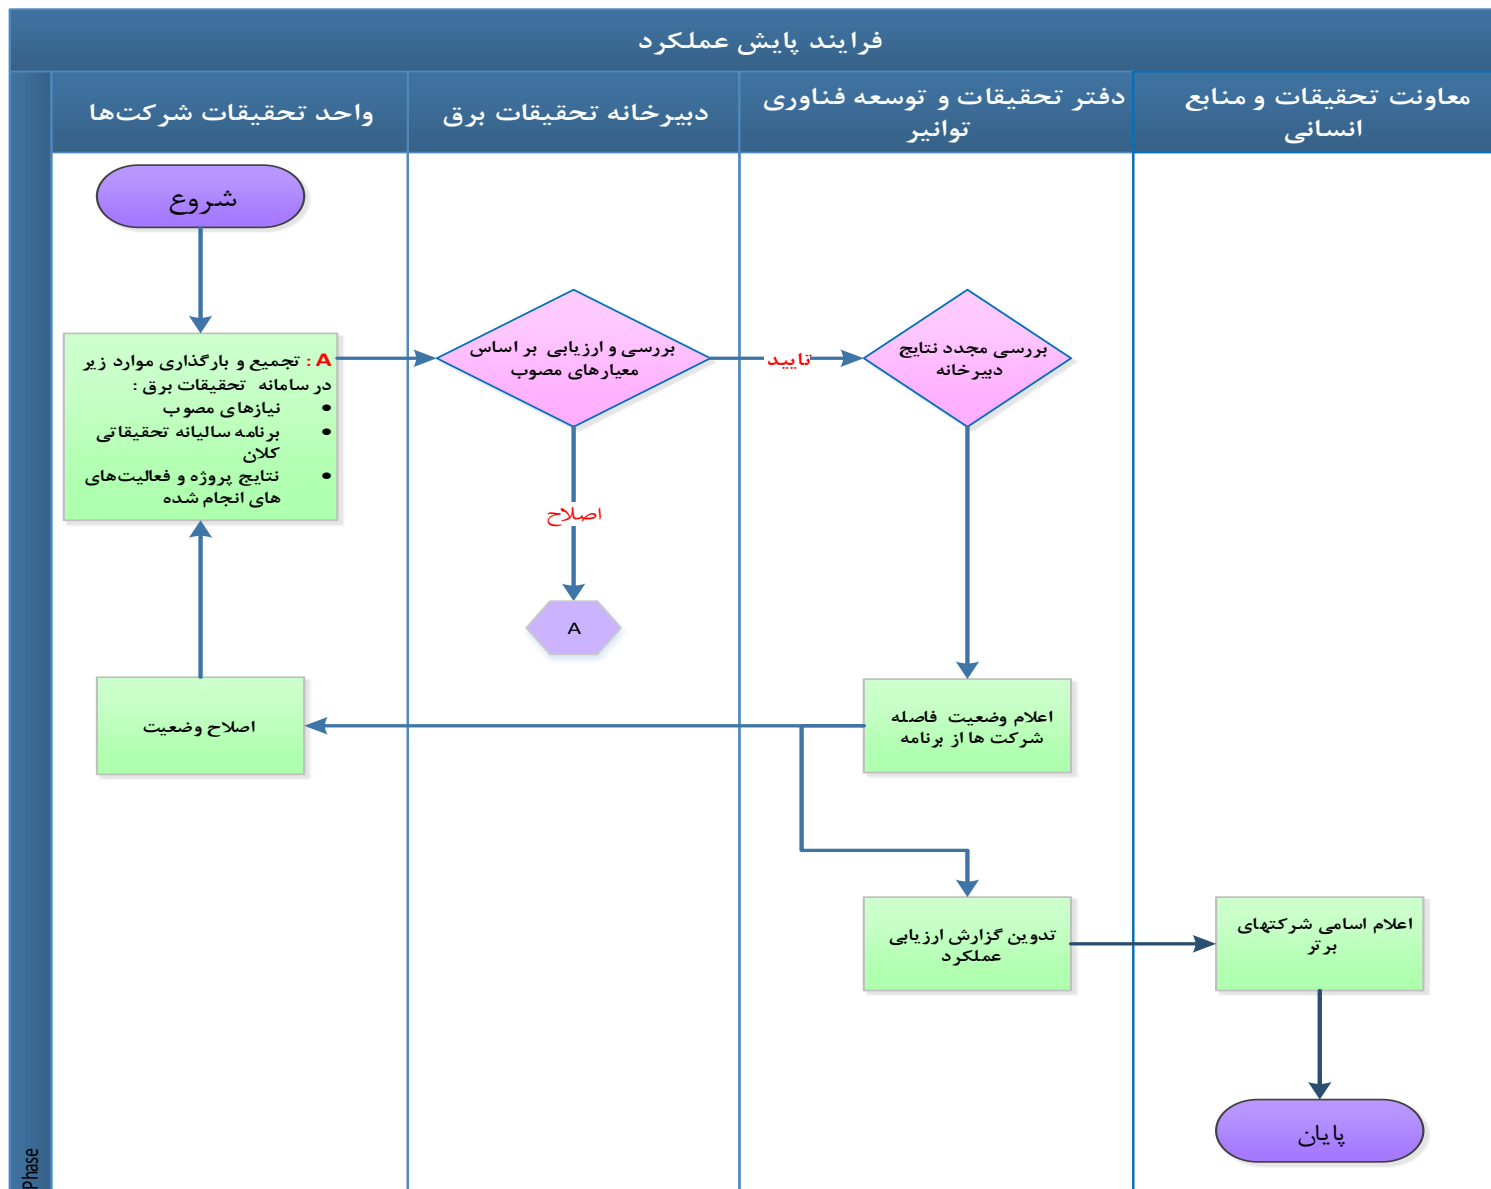 فرایند پایش عملکرد
معاونت تحقیقات و منابع
انسانی
دفتر تحقیقات و توسعه فناوری
توانیر
دبیرخانه تحقیقات برق
واحد تحقیقات شرکت‌ها
شروع
A : تجمیع و بارگذاری موارد زیر
در سامانه تحقیقات برق :
• نیازهای مصوب
• برنامه سالیانه تحقیقاتی
کلان
• نتایج پروژه و فعالیت‌های
های انجام شده
بررسی و ارزیابی بر اساس
معیارهای مصوب
تایید
بررسی مجدد نتایج
دبیرخانه
اصلاح
A
اعلام وضعیت فاصله
شرکت ها از برنامه
اصلاح وضعیت
تدوین گزارش ارزیابی
عملکرد
اعلام اسامی شرکتهای
برتر
پایان
Phase